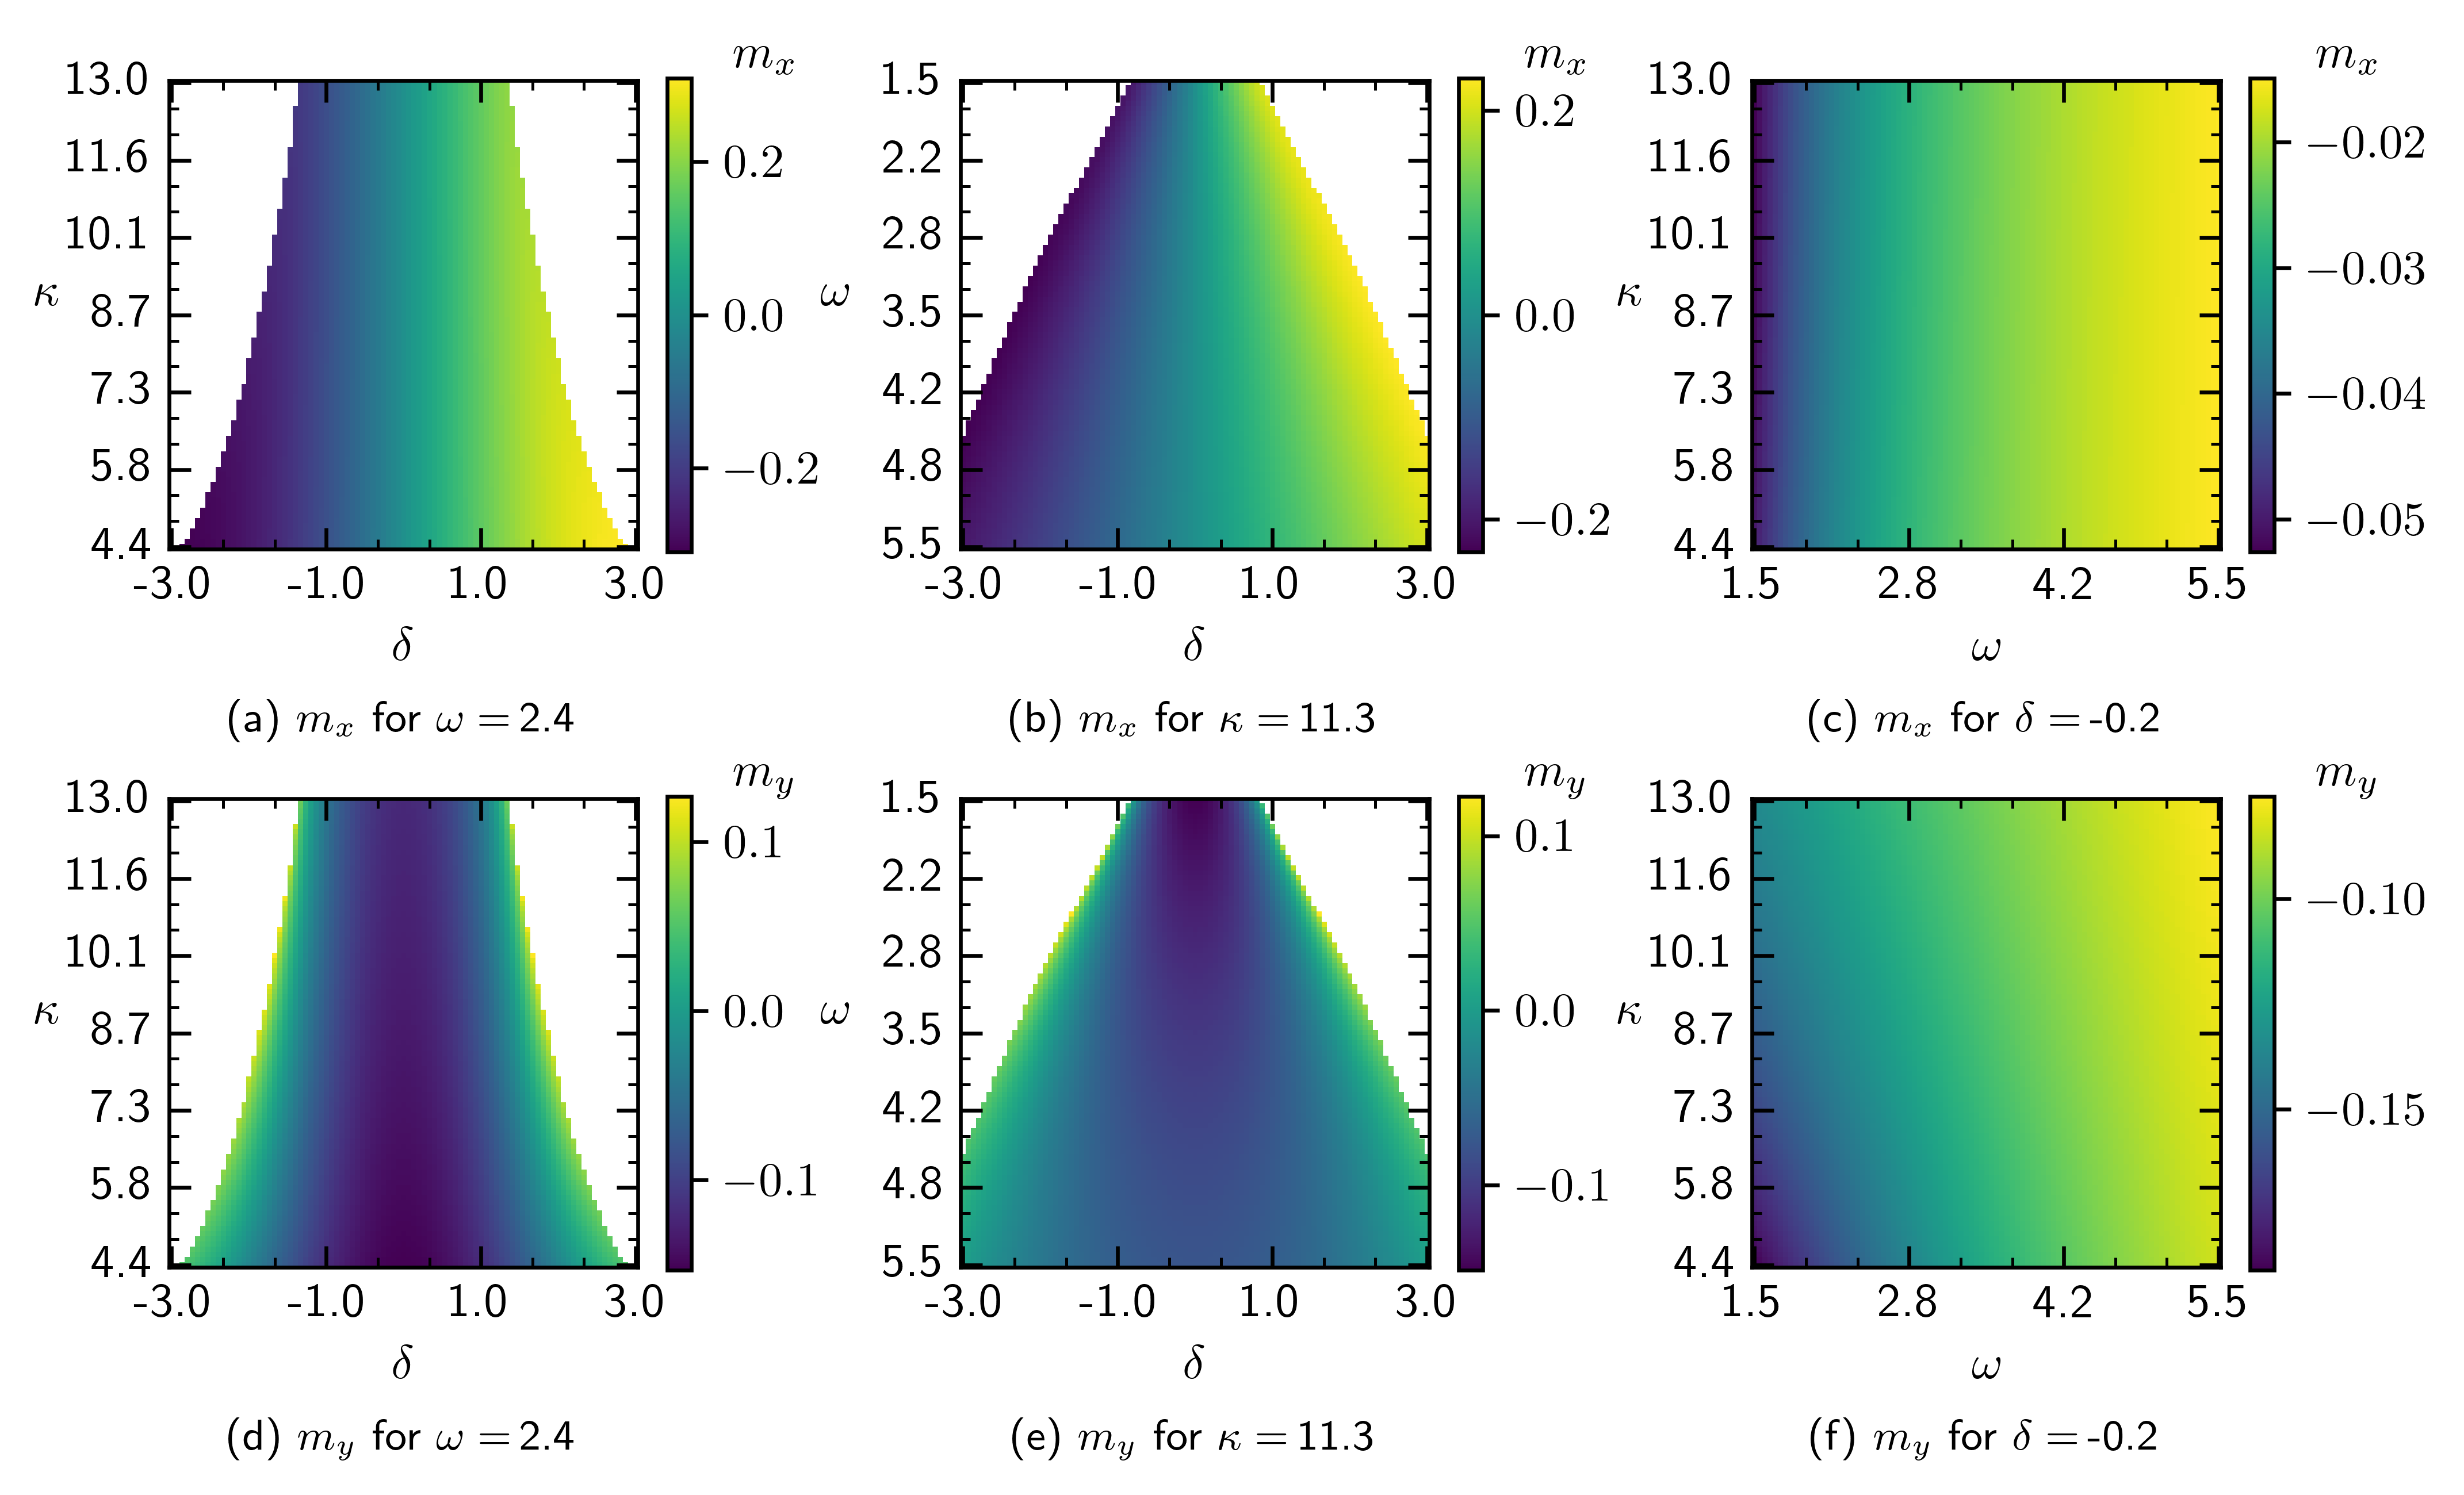 m_x m_x m_x
13.0 1.5 13.0
11.6 0.2 2.2 0.2 11.6 −0.02
10.1 2.8 10.1
κ 8.7 0.0 ω 3.5 0.0 κ 8.7 −0.03
7.3 4.2 7.3 −0.04
5.8 −0.2 4.8 −0.2 5.8 −0.05
4.4 5.5 4.4
-3.0 -1.0 1.0 3.0 -3.0 -1.0 1.0 3.0 1.5 2.8 4.2 5.5
δ δ ω
(a) m_x for ω = 2.4 (b) m_x for κ = 11.3 (c) m_x for δ = -0.2
m_y m_y m_y
13.0 0.1 1.5 0.1 13.0
11.6 2.2 11.6 −0.10
10.1 2.8 10.1
κ 8.7 0.0 ω 3.5 0.0 κ 8.7
7.3 4.2 7.3 −0.15
5.8 −0.1 4.8 −0.1 5.8
4.4 5.5 4.4
-3.0 -1.0 1.0 3.0 -3.0 -1.0 1.0 3.0 1.5 2.8 4.2 5.5
δ δ ω
(d) m_y for ω = 2.4 (e) m_y for κ = 11.3 (f) m_y for δ = -0.2